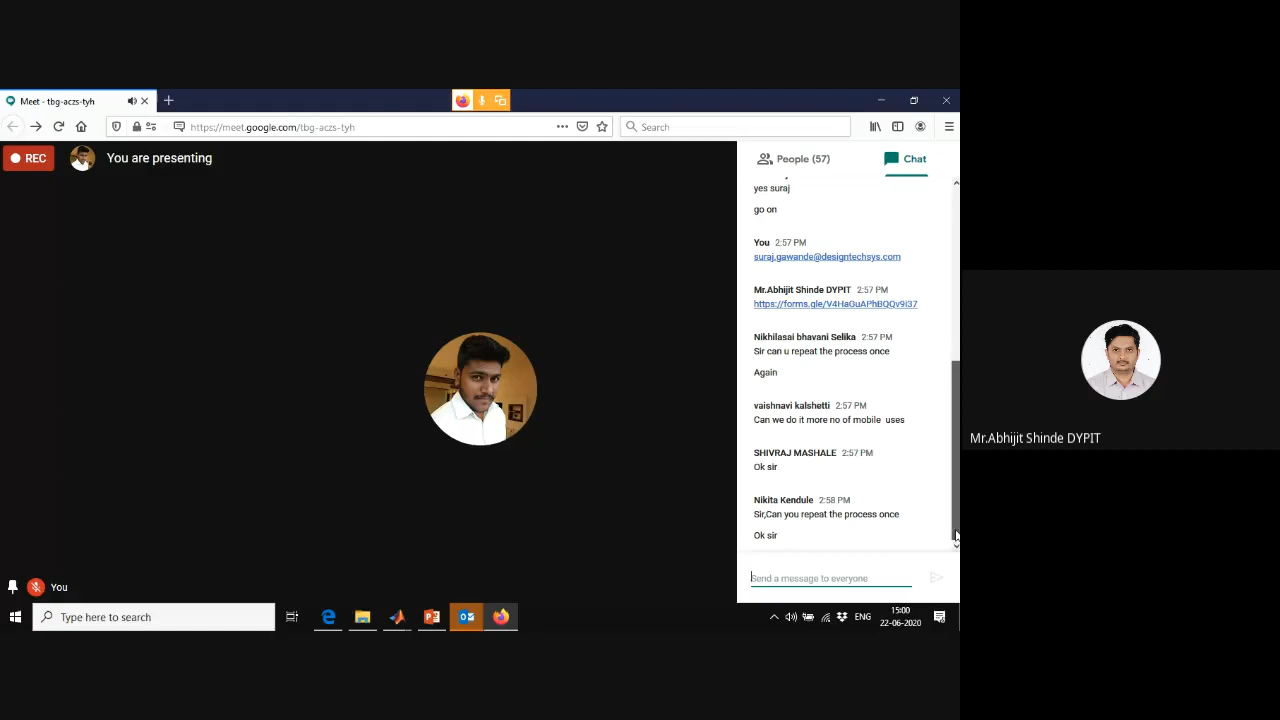 Meet - tbg-aczs-tyh
https://meet.google.com/tbg-aczs-tyh
Search
REC
You are presenting
People (57)
Chat
yes suraj
go on
You 2:57 PM
suraj.gawande@designtechsys.com
Mr.Abhijit Shinde DYPIT 2:57 PM
https://forms.gle/V4HaGuAPhBQQv9i37
Nikhilasai bhavani Selika 2:57 PM
Sir can u repeat the process once
Again
vaishnavi kalshetti 2:57 PM
Can we do it more no of mobile uses
SHIVRAJ MASHALE 2:57 PM
Ok sir
Nikita Kendule 2:58 PM
Sir,Can you repeat the process once
Ok sir
Send a message to everyone
You
Mr.Abhijit Shinde DYPIT
Type here to search
ENG
15:00
22-06-2020